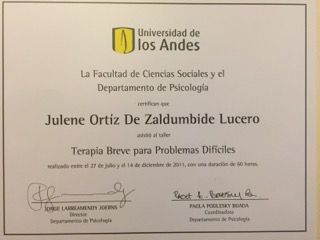 Universidad de
los Andes
La Facultad de Ciencias Sociales y el
Departamento de Psicología
certifican que
Julene Ortíz De Zaldumbide Lucero
asistió al taller
Terapia Breve para Problemas Difíciles
realizado entre el 27 de julio y el 14 de diciembre de 2011, con una duración de 60 horas.
JORGE LARREAMENDY JOERNS
Director
Departamento de Psicología
PAOLA PODLESKY BOADA
Coordinadora
Departamento de Psicología